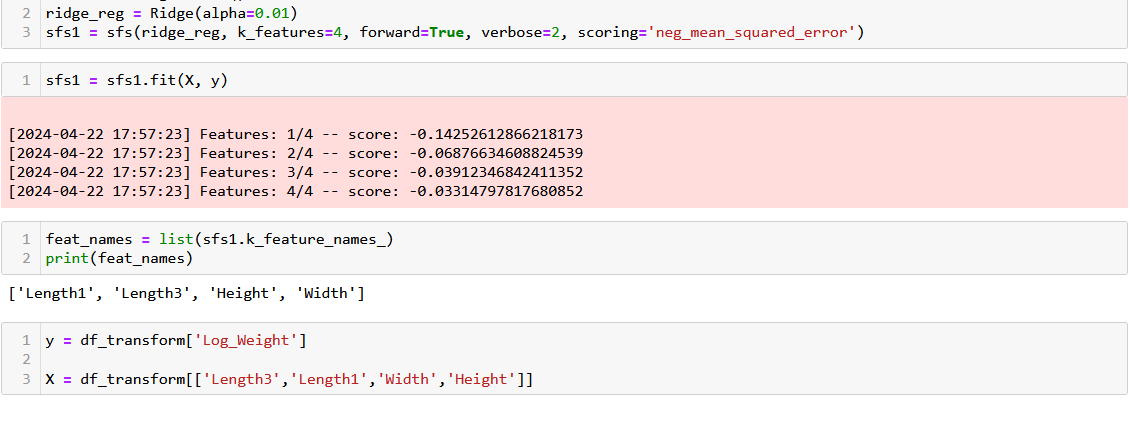 2 ridge_reg = Ridge(alpha=0.01)
3 sfs1 = sfs(ridge_reg, k_features=4, forward=True, verbose=2, scoring='neg_mean_squared_error')
1 sfs1 = sfs1.fit(X, y)
[2024-04-22 17:57:23] Features: 1/4 -- score: -0.14252612866218173
[2024-04-22 17:57:23] Features: 2/4 -- score: -0.06876634608824539
[2024-04-22 17:57:23] Features: 3/4 -- score: -0.03912346842411352
[2024-04-22 17:57:23] Features: 4/4 -- score: -0.03314797817680852
1 feat_names = list(sfs1.k_feature_names_)
2 print(feat_names)
['Length1', 'Length3', 'Height', 'Width']
1 y = df_transform['Log_Weight']
2
3 X = df_transform[['Length3','Length1','Width','Height']]